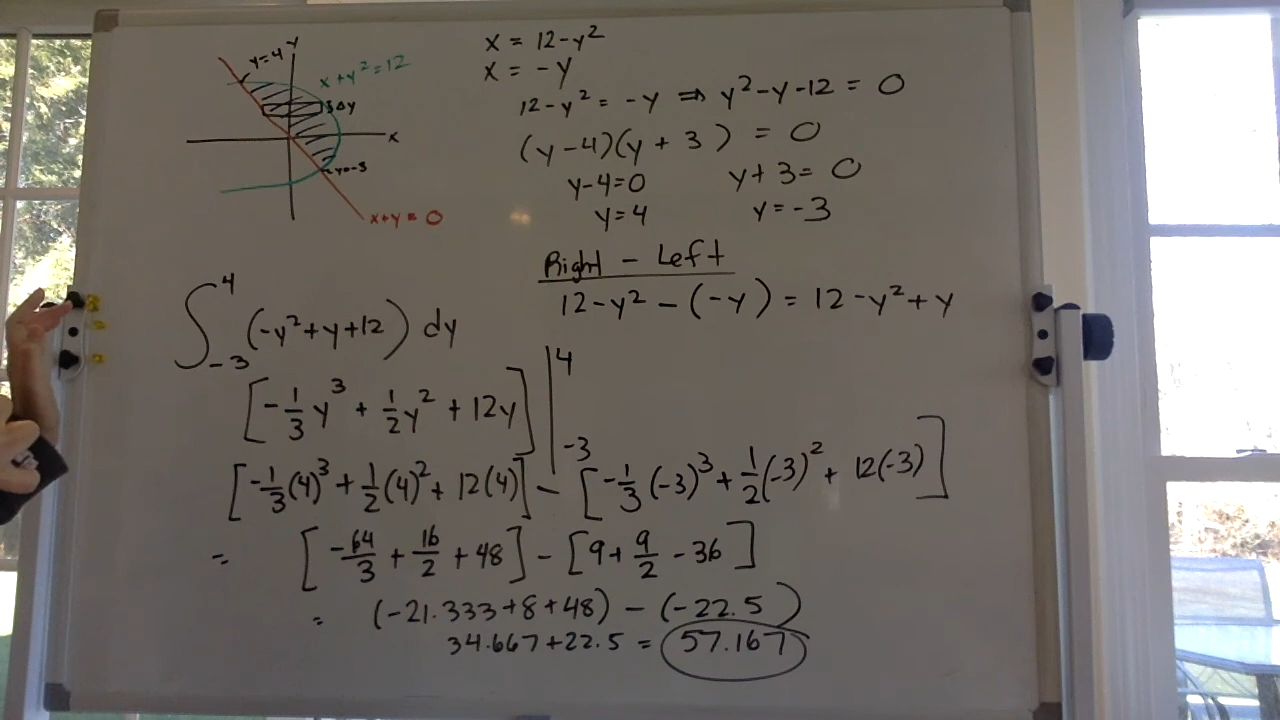 y
y=4
x+y²=12
Δy
x
y=-3
x+y = 0
x = 12-y²
x = -y
12-y² = -y ⇒ y²-y-12 = 0
(y-4)(y+3) = 0
y-4=0 y+3=0
y=4 y=-3
Right - Left
12-y² - (-y) = 12-y²+y
∫₋₃⁴ (-y²+y+12) dy
[-1/3 y³ + 1/2 y² + 12y] |₋₃⁴
[-1/3(4)³ + 1/2(4)² + 12(4)] - [-1/3(-3)³ + 1/2(-3)² + 12(-3)]
= [-64/3 + 16/2 + 48] - [9 + 9/2 - 36]
= (-21.333+8+48) - (-22.5)
34.667+22.5 = 57.167